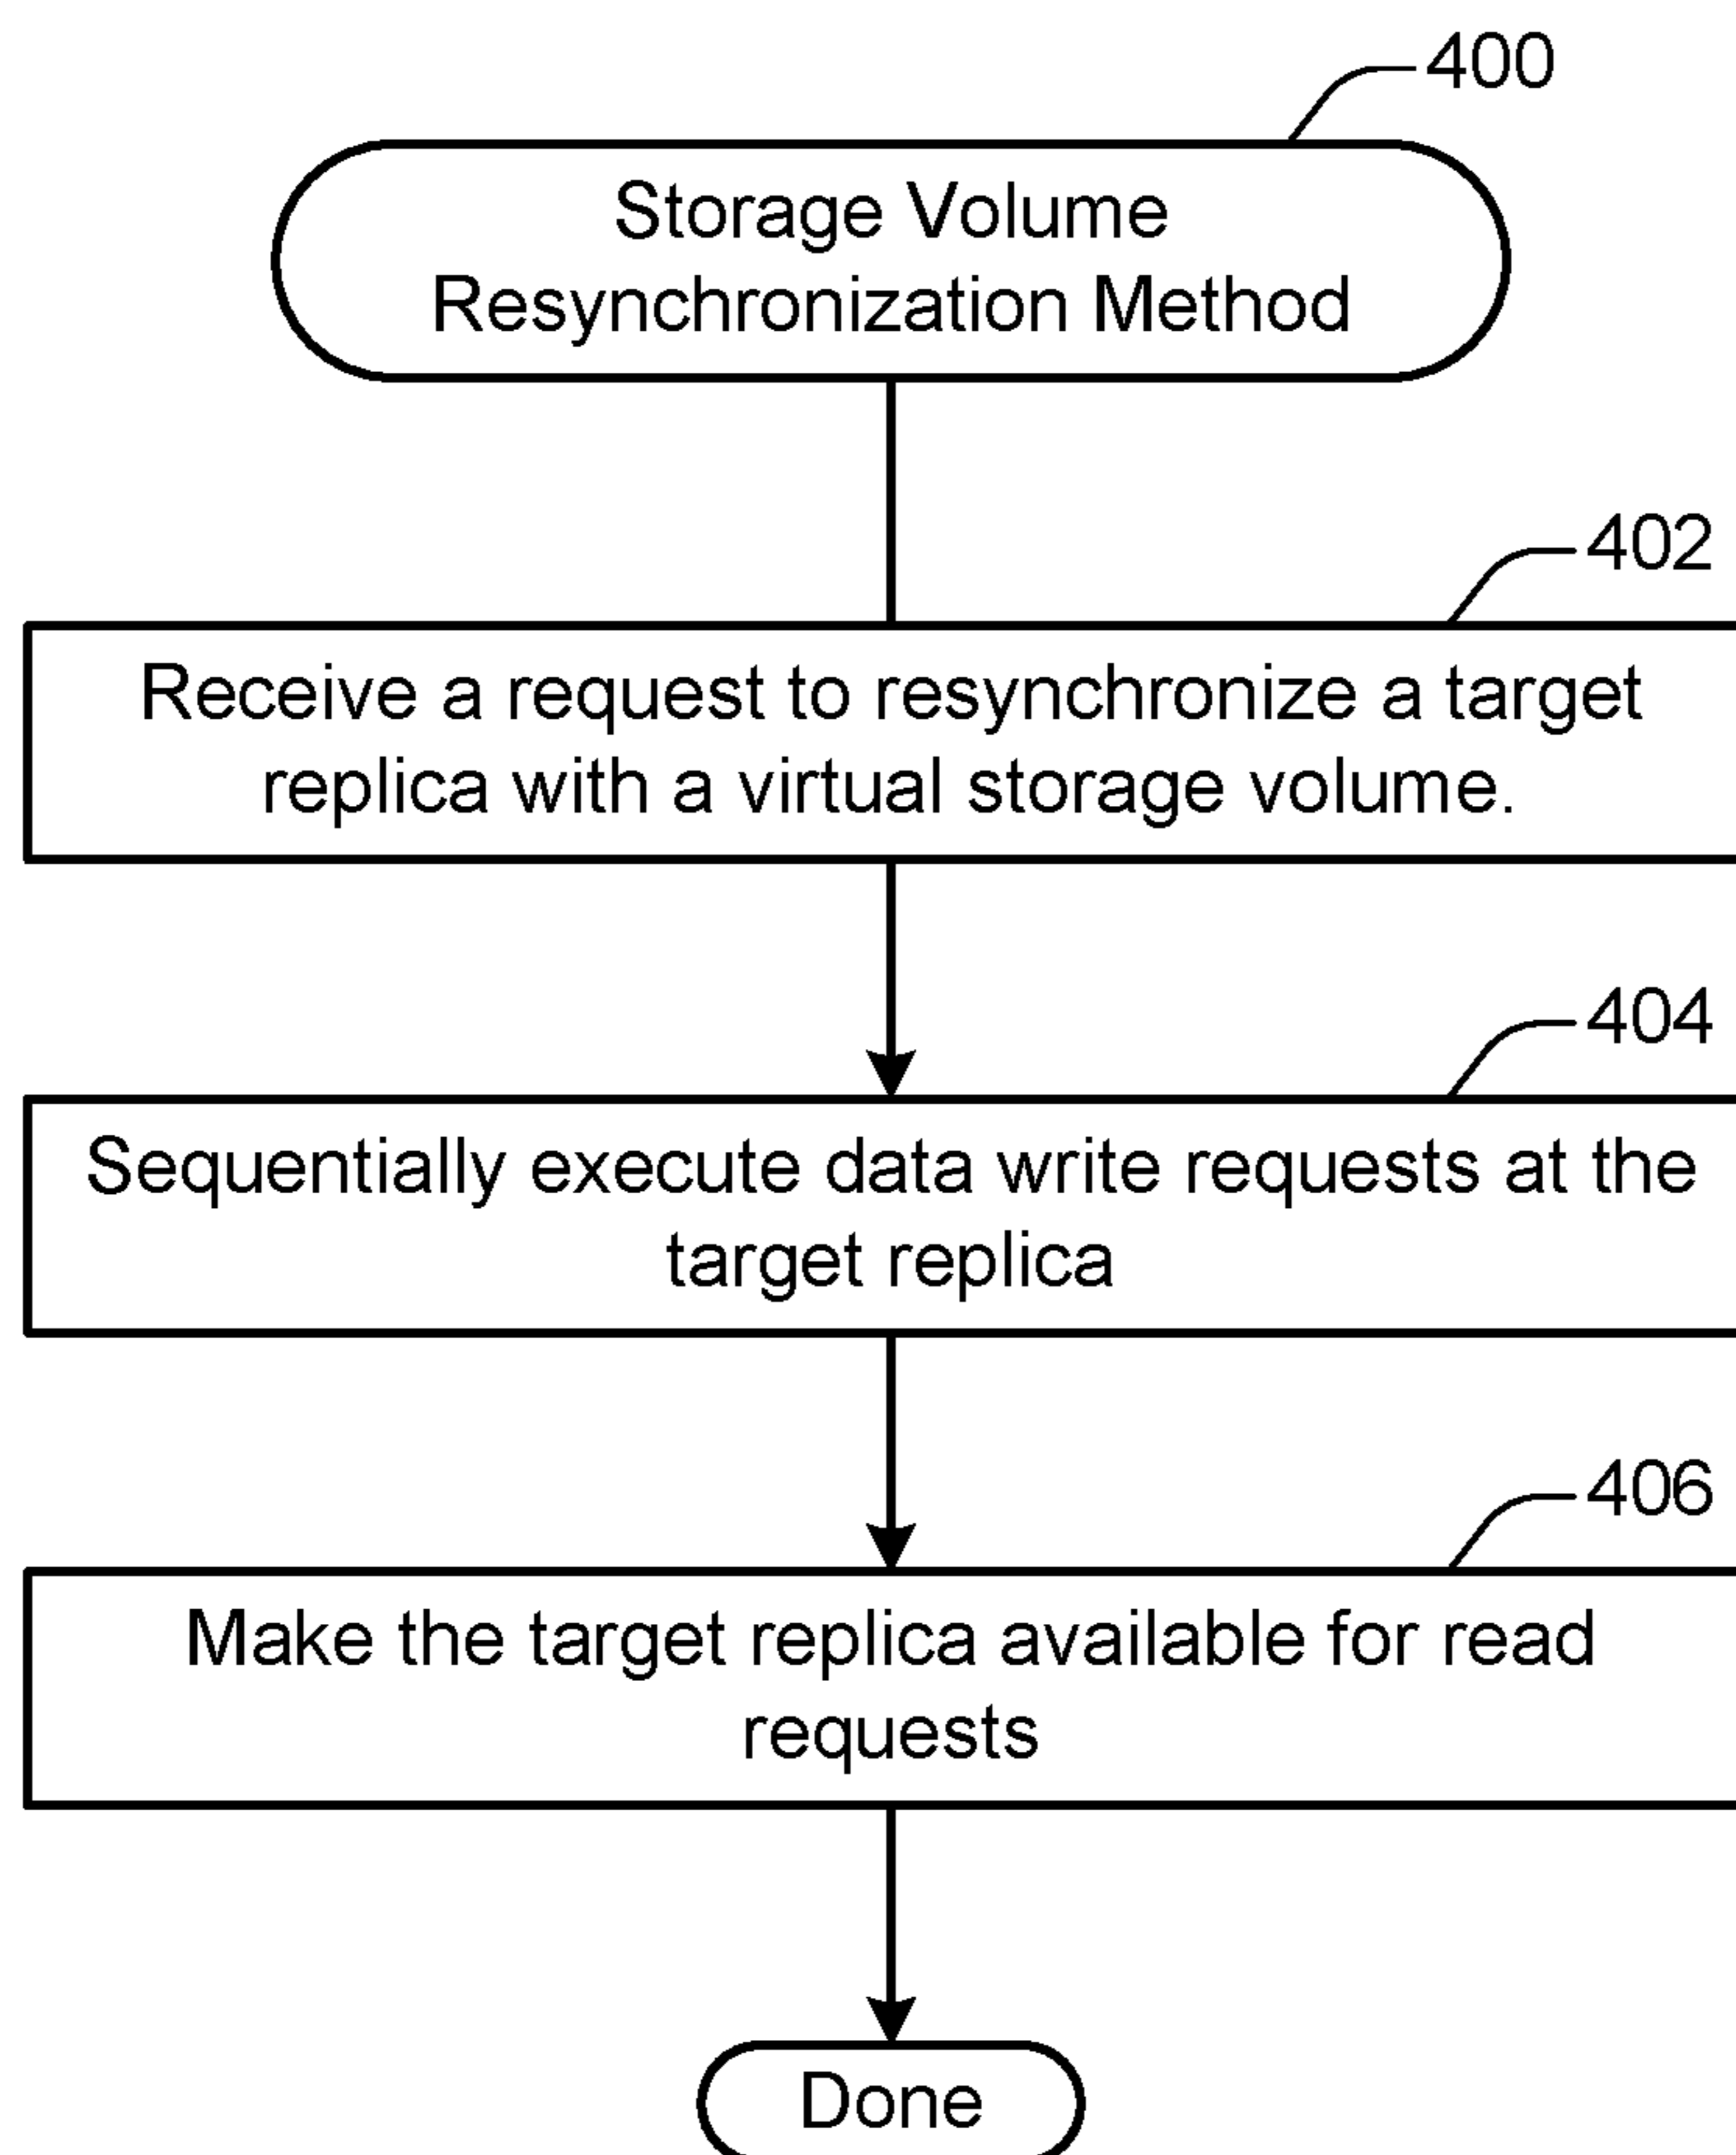 400
Storage Volume
Resynchronization Method
402
Receive a request to resynchronize a target
replica with a virtual storage volume.
404
Sequentially execute data write requests at the
target replica
406
Make the target replica available for read
requests
Done